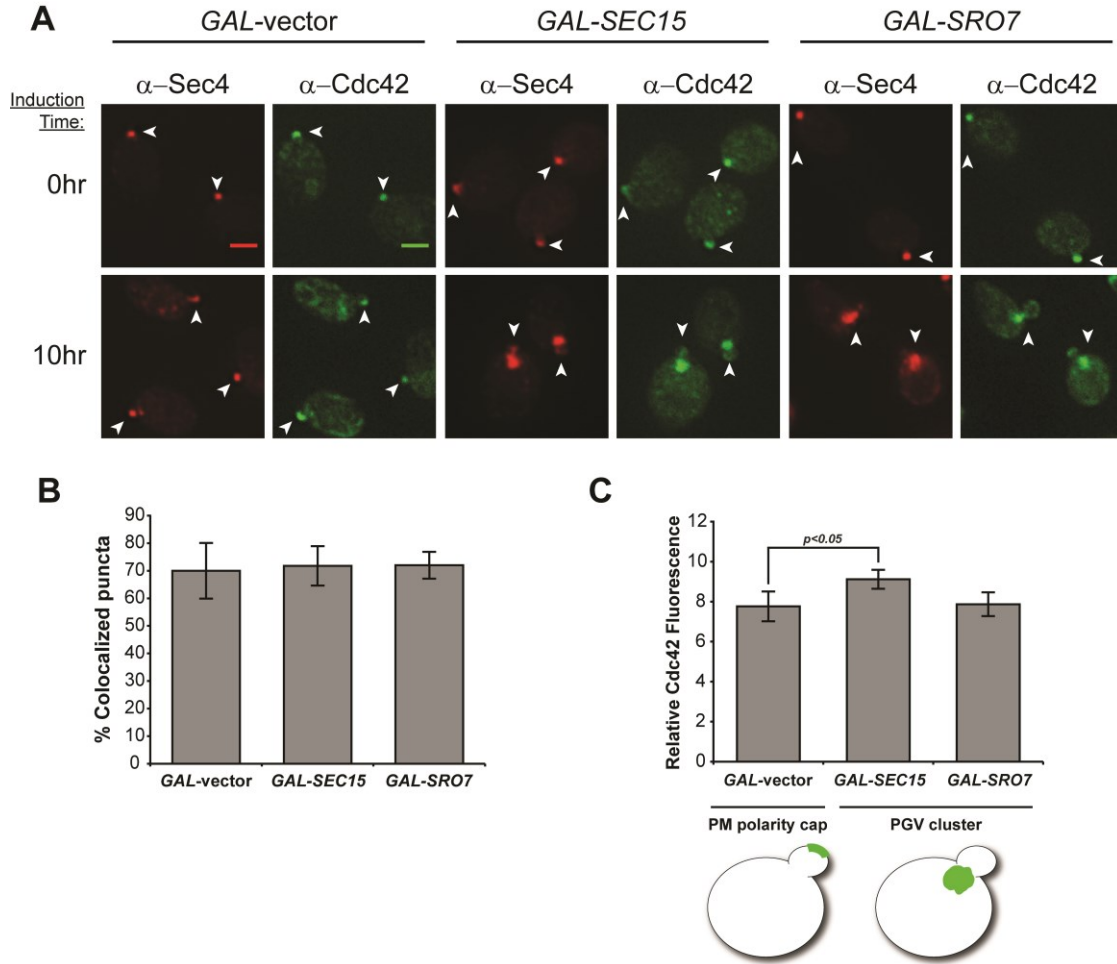 A
GAL-vector GAL-SEC15 GAL-SRO7
α–Sec4 α–Cdc42 α–Sec4 α–Cdc42 α–Sec4 α–Cdc42
Induction
Time:
0hr
10hr
B
% Colocalized puncta
90
80
70
60
50
40
30
20
10
0
GAL-vector GAL-SEC15 GAL-SRO7
C
Relative Cdc42 Fluorescence
12
10
8
6
4
2
0
p<0.05
GAL-vector GAL-SEC15 GAL-SRO7
PM polarity cap PGV cluster